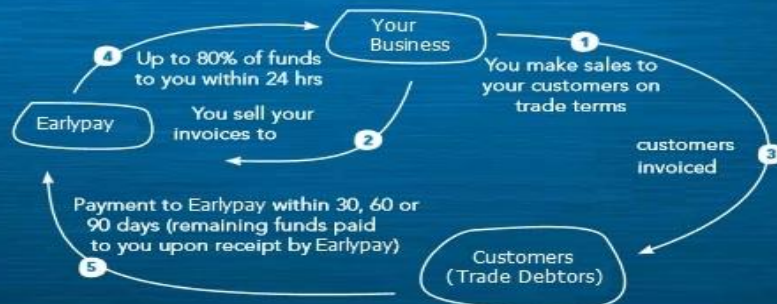 Your
Business
1
You make sales to
your customers on
trade terms
4
Up to 80% of funds
to you within 24 hrs
Earlypay
You sell your
invoices to
2
customers
invoiced
3
Payment to Earlypay within 30, 60 or
90 days (remaining funds paid
to you upon receipt by Earlypay)
5
Customers
(Trade Debtors)